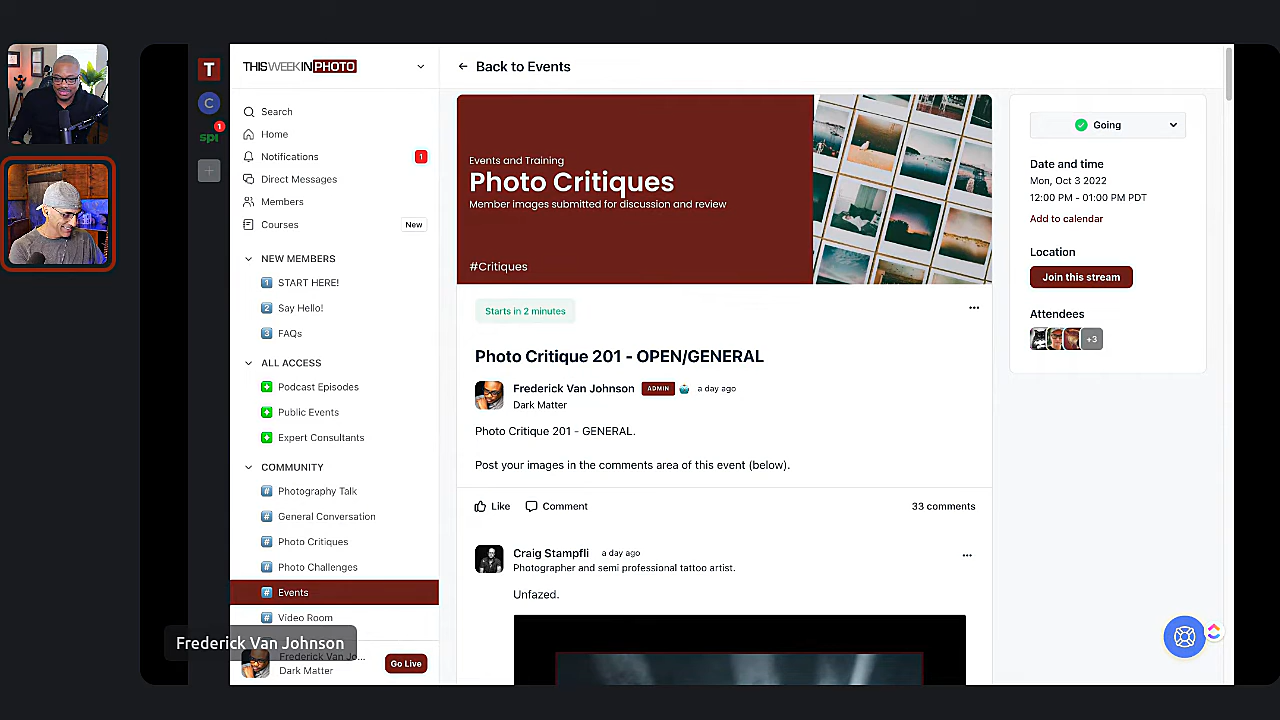 T
C
spi
1
THISWEEKINPHOTO
Search
Home
Notifications
1
Direct Messages
Members
Courses
New
NEW MEMBERS
1 START HERE!
2 Say Hello!
3 FAQs
ALL ACCESS
Podcast Episodes
Public Events
Expert Consultants
COMMUNITY
# Photography Talk
# General Conversation
# Photo Critiques
# Photo Challenges
# Events
# Video Room
Frederick Van Johnson
Frederick Van Jo...
Dark Matter
Go Live
← Back to Events
Events and Training
Photo Critiques
Member images submitted for discussion and review
#Critiques
Starts in 2 minutes
Photo Critique 201 - OPEN/GENERAL
Frederick Van Johnson ADMIN a day ago
Dark Matter
Photo Critique 201 - GENERAL.
Post your images in the comments area of this event (below).
Like Comment 33 comments
Craig Stampfli a day ago
Photographer and semi professional tattoo artist.
Unfazed.
Going
Date and time
Mon, Oct 3 2022
12:00 PM - 01:00 PM PDT
Add to calendar
Location
Join this stream
Attendees
+3